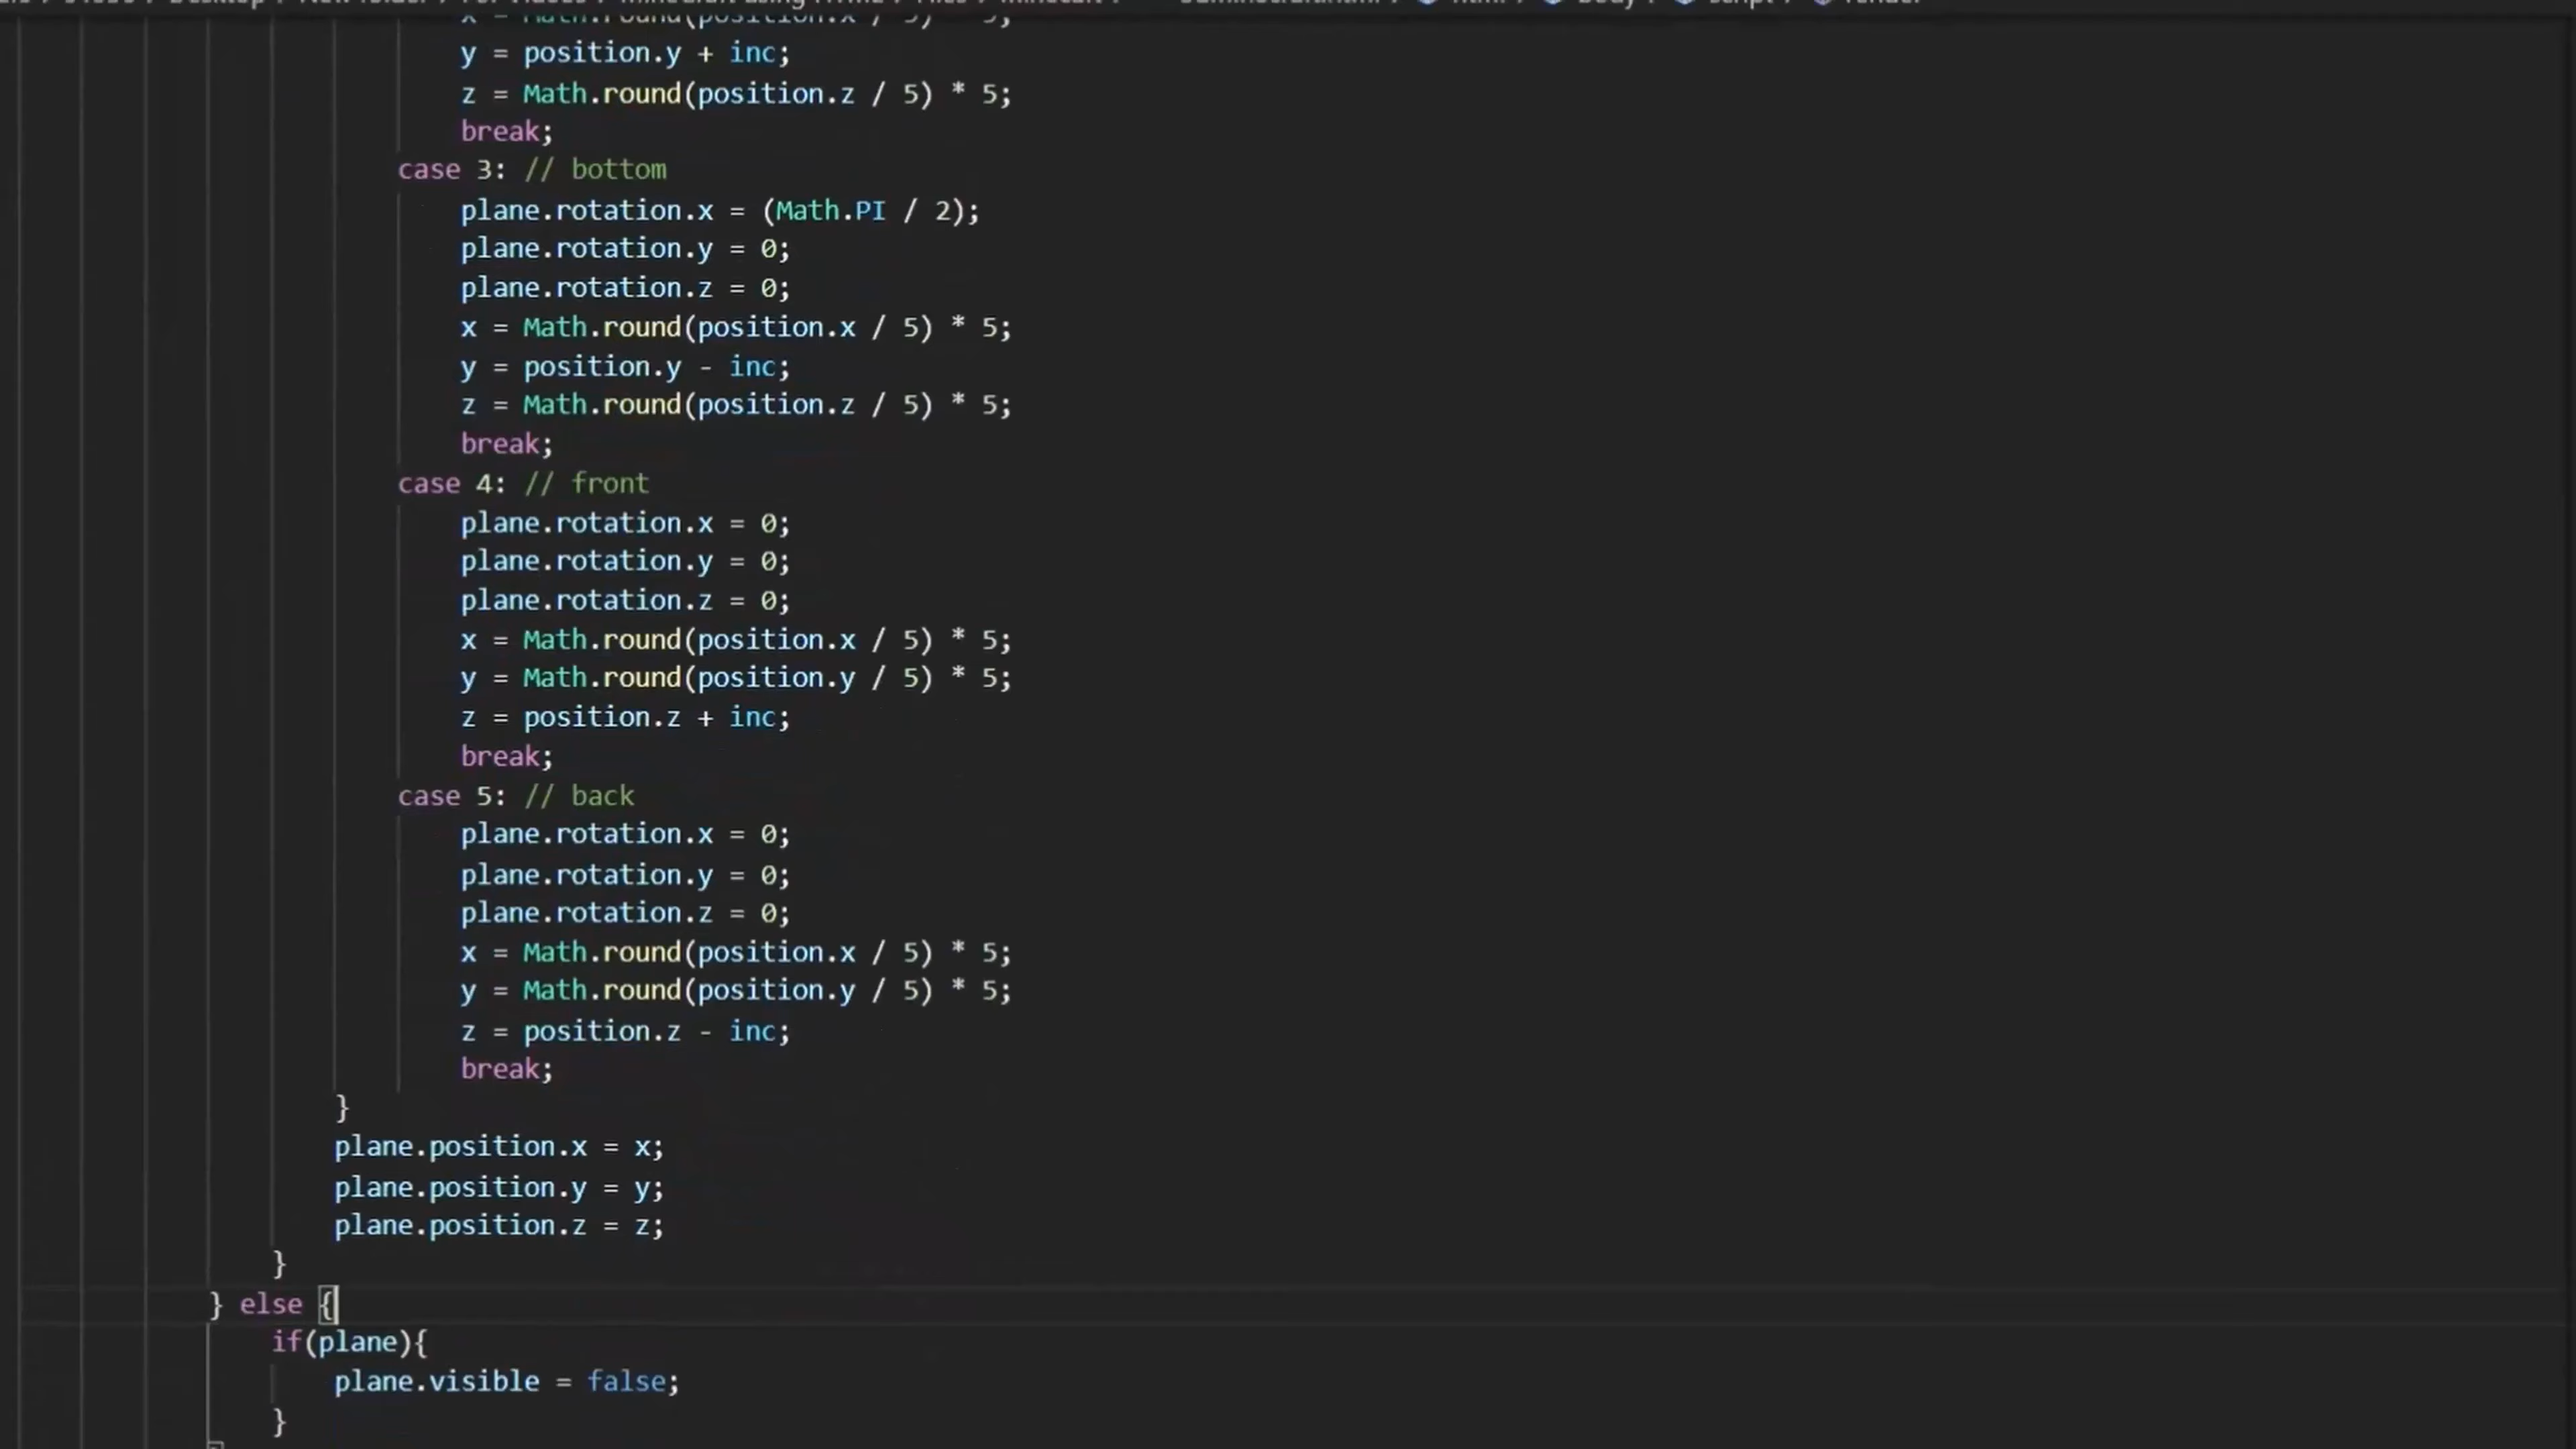 x = Math.round(position.x / 5) * 5;
y = position.y + inc;
z = Math.round(position.z / 5) * 5;
break;
case 3: // bottom
plane.rotation.x = (Math.PI / 2);
plane.rotation.y = 0;
plane.rotation.z = 0;
x = Math.round(position.x / 5) * 5;
y = position.y - inc;
z = Math.round(position.z / 5) * 5;
break;
case 4: // front
plane.rotation.x = 0;
plane.rotation.y = 0;
plane.rotation.z = 0;
x = Math.round(position.x / 5) * 5;
y = Math.round(position.y / 5) * 5;
z = position.z + inc;
break;
case 5: // back
plane.rotation.x = 0;
plane.rotation.y = 0;
plane.rotation.z = 0;
x = Math.round(position.x / 5) * 5;
y = Math.round(position.y / 5) * 5;
z = position.z - inc;
break;
}
plane.position.x = x;
plane.position.y = y;
plane.position.z = z;
}
} else {
if(plane){
plane.visible = false;
}